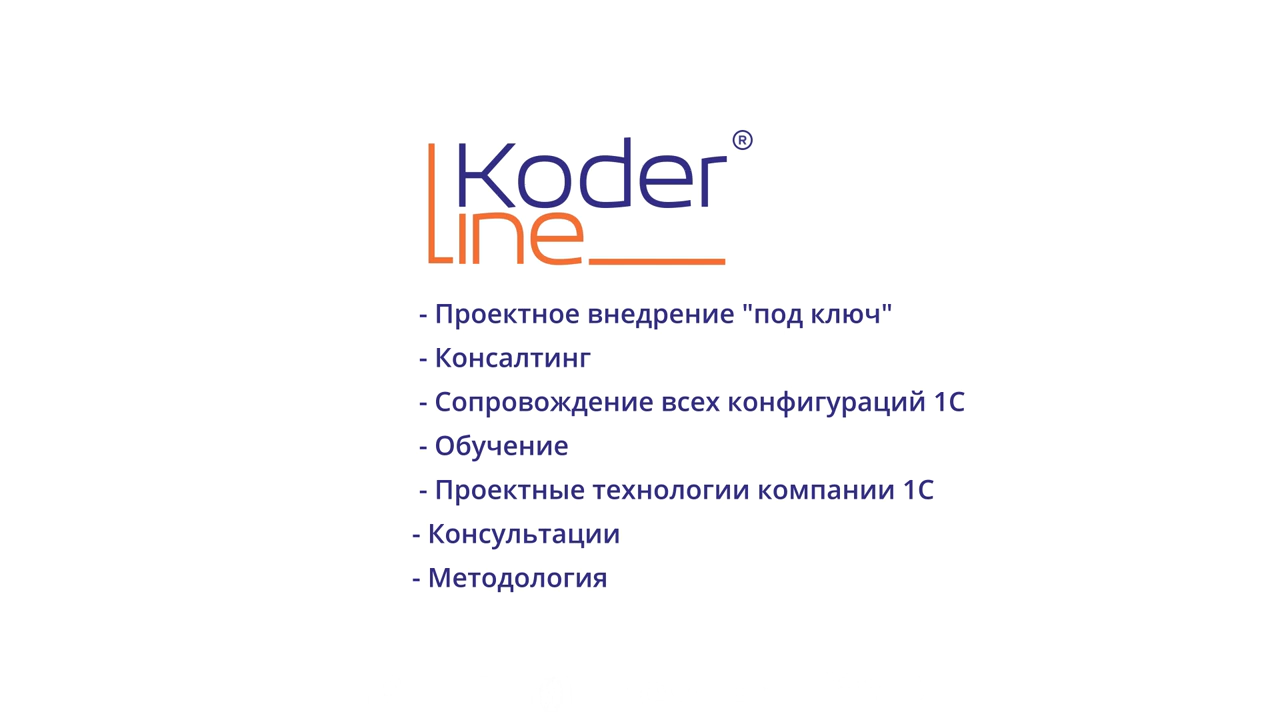 Koder®
Line
- Проектное внедрение "под ключ"
- Консалтинг
- Сопровождение всех конфигураций 1С
- Обучение
- Проектные технологии компании 1С
- Консультации
- Методология